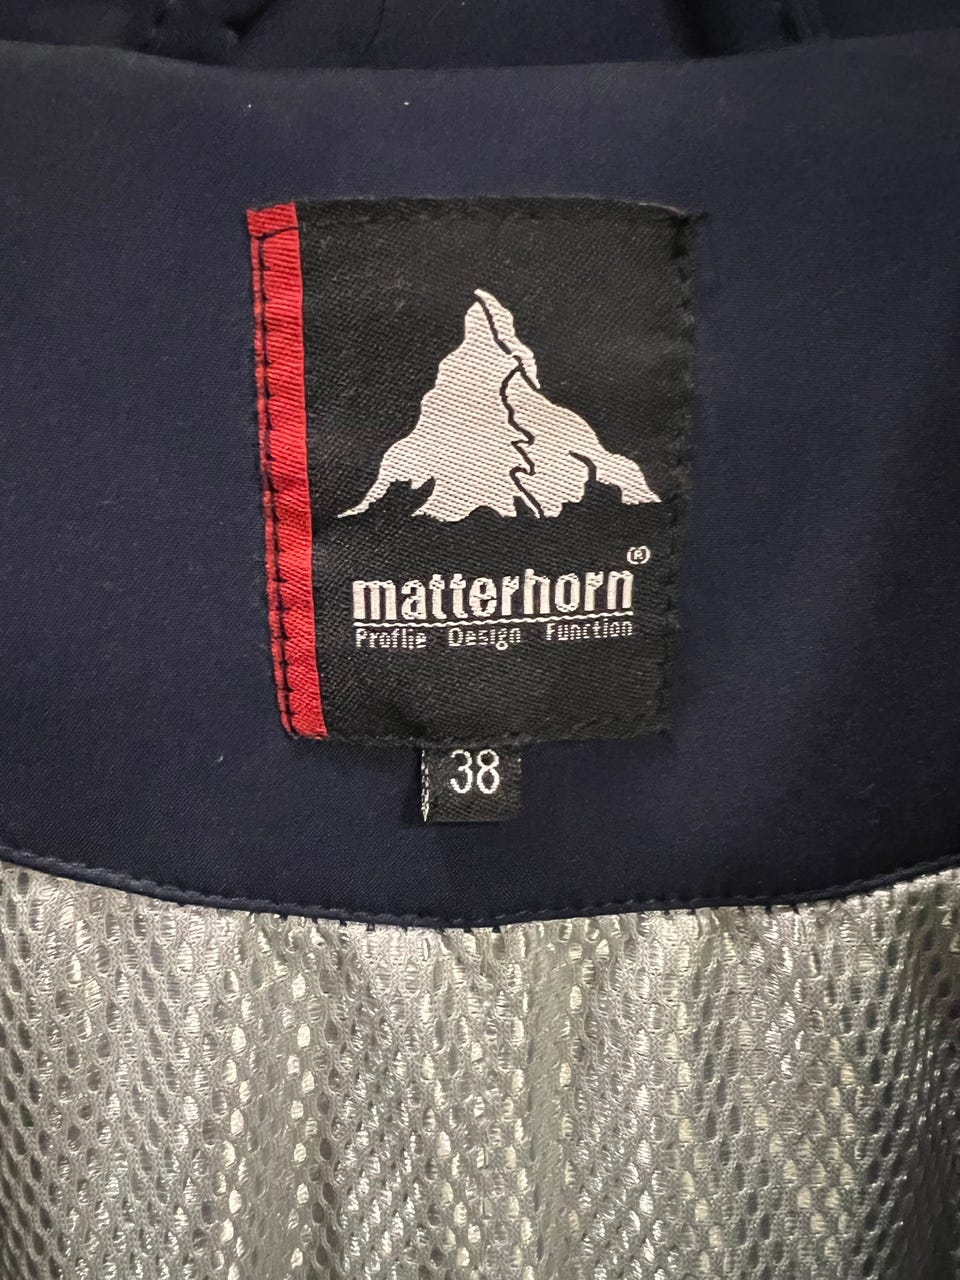 matterhorn®
Proflie Design Function
38